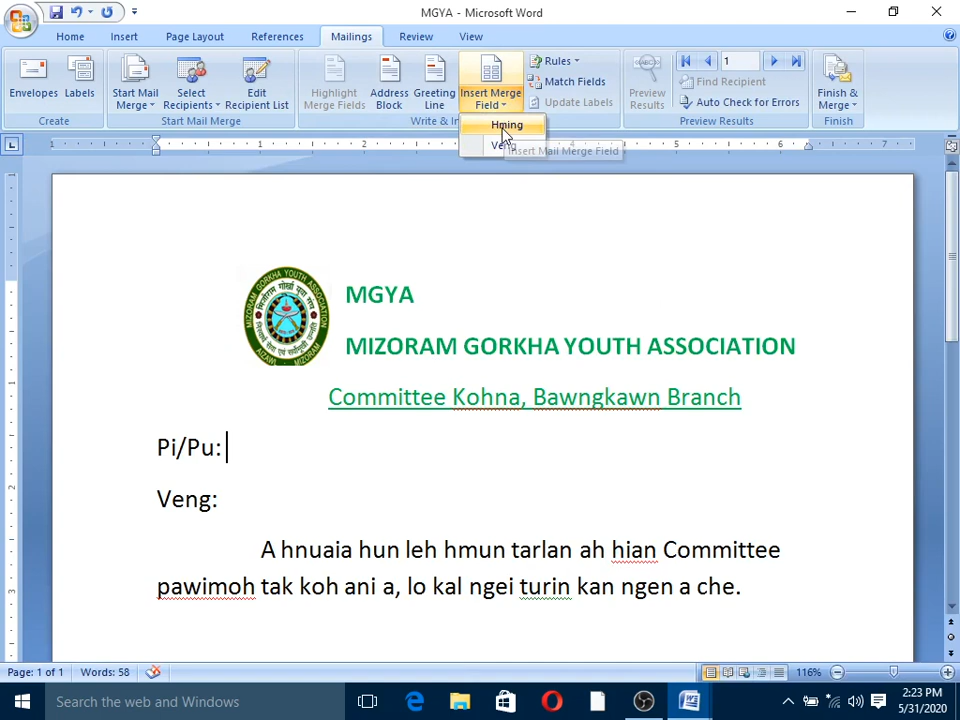 MGYA - Microsoft Word
Home Insert Page Layout References Mailings Review View
Envelopes Labels Start Mail Merge Select Recipients Edit Recipient List Highlight Merge Fields Address Block Greeting Line Insert Merge Field Rules Match Fields Update Labels Preview Results 1 Find Recipient Auto Check for Errors Finish & Merge
Create Start Mail Merge Write & In Preview Results Finish
Hming
Veng
Insert Mail Merge Field
MGYA
MIZORAM GORKHA YOUTH ASSOCIATION
Committee Kohna, Bawngkawn Branch
Pi/Pu:
Veng:
A hnuaia hun leh hmun tarlan ah hian Committee
pawimoh tak koh ani a, lo kal ngei turin kan ngen a che.
Page: 1 of 1 Words: 58 116%
Search the web and Windows
2:23 PM
5/31/2020